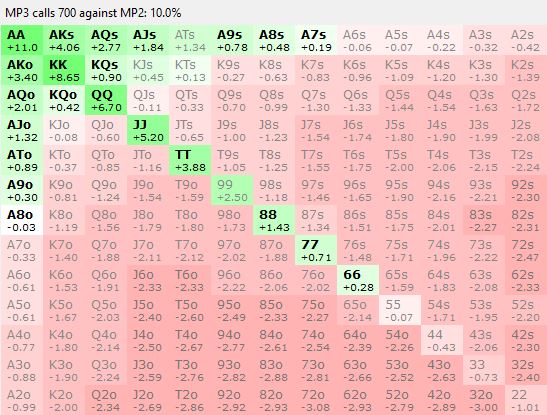 MP3 calls 700 against MP2: 10.0%
AA AKs AQs AJs ATs A9s A8s A7s A6s A5s A4s A3s A2s
+11.0 +4.06 +2.77 +1.84 +1.34 +0.78 +0.48 +0.19 -0.06 -0.07 -0.22 -0.32 -0.42
AKo KK KQs KJs KTs K9s K8s K7s K6s K5s K4s K3s K2s
+3.40 +8.65 +0.90 +0.45 +0.13 -0.27 -0.63 -0.83 -0.96 -1.09 -1.20 -1.30 -1.39
AQo KQo QQ QJs QTs Q9s Q8s Q7s Q6s Q5s Q4s Q3s Q2s
+2.01 +0.42 +6.70 -0.11 -0.33 -0.70 -0.99 -1.30 -1.33 -1.44 -1.54 -1.63 -1.72
AJo KJo QJo JJ JTs J9s J8s J7s J6s J5s J4s J3s J2s
+1.32 -0.08 -0.60 +5.20 -0.65 -1.00 -1.23 -1.54 -1.74 -1.80 -1.90 -1.99 -2.08
ATo KTo QTo JTo TT T9s T8s T7s T6s T5s T4s T3s T2s
+0.89 -0.37 -0.85 -1.16 +3.88 -1.05 -1.25 -1.55 -1.75 -2.00 -2.06 -2.15 -2.24
A9o K9o Q9o J9o T9o 99 98s 97s 96s 95s 94s 93s 92s
+0.30 -0.81 -1.24 -1.54 -1.59 +2.50 -1.18 -1.46 -1.65 -1.90 -2.16 -2.21 -2.30
A8o K8o Q8o J8o T8o 98o 88 87s 86s 85s 84s 83s 82s
-0.03 -1.19 -1.56 -1.79 -1.80 -1.73 +1.43 -1.34 -1.51 -1.75 -2.01 -2.27 -2.31
A7o K7o Q7o J7o T7o 97o 87o 77 76s 75s 74s 73s 72s
-0.33 -1.40 -1.88 -2.11 -2.12 -2.02 -1.88 +0.71 -1.48 -1.71 -1.96 -2.22 -2.47
A6o K6o Q6o J6o T6o 96o 86o 76o 66 65s 64s 63s 62s
-0.61 -1.53 -1.91 -2.33 -2.33 -2.22 -2.06 -2.02 +0.28 -1.59 -1.83 -2.08 -2.33
A5o K5o Q5o J5o T5o 95o 85o 75o 65o 55 54s 53s 52s
-0.61 -1.67 -2.03 -2.40 -2.60 -2.49 -2.33 -2.27 -2.14 -0.07 -1.71 -1.95 -2.20
A4o K4o Q4o J4o T4o 94o 84o 74o 64o 54o 44 43s 42s
-0.77 -1.80 -2.14 -2.50 -2.67 -2.77 -2.61 -2.54 -2.39 -2.26 -0.43 -2.06 -2.30
A3o K3o Q3o J3o T3o 93o 83o 73o 63o 53o 43o 33 32s
-0.88 -1.90 -2.24 -2.59 -2.76 -2.82 -2.88 -2.81 -2.66 -2.52 -2.63 -0.73 -2.40
A2o K2o Q2o J2o T2o 92o 82o 72o 62o 52o 42o 32o 22
-0.99 -2.00 -2.34 -2.69 -2.86 -2.92 -2.93 -3.08 -2.93 -2.79 -2.89 -2.99 -1.01